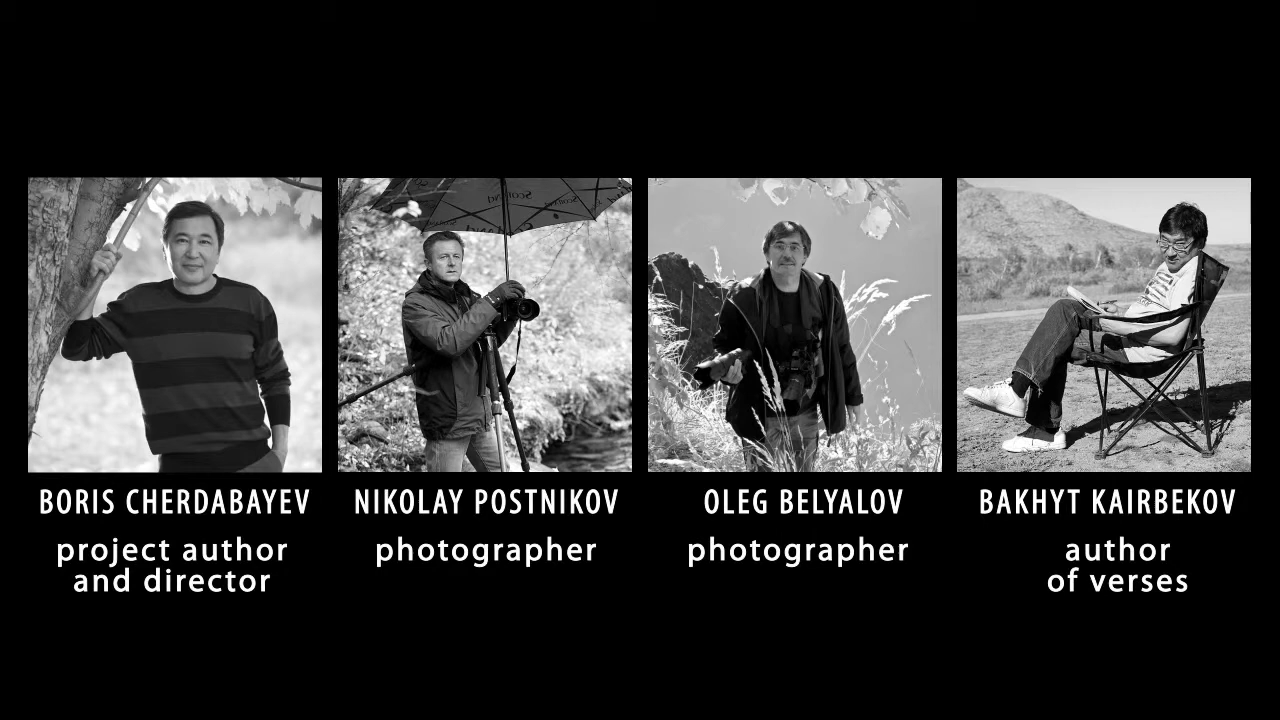 BORIS CHERDABAYEV
project author
and director
NIKOLAY POSTNIKOV
photographer
OLEG BELYALOV
photographer
BAKHYT KAIRBEKOV
author
of verses